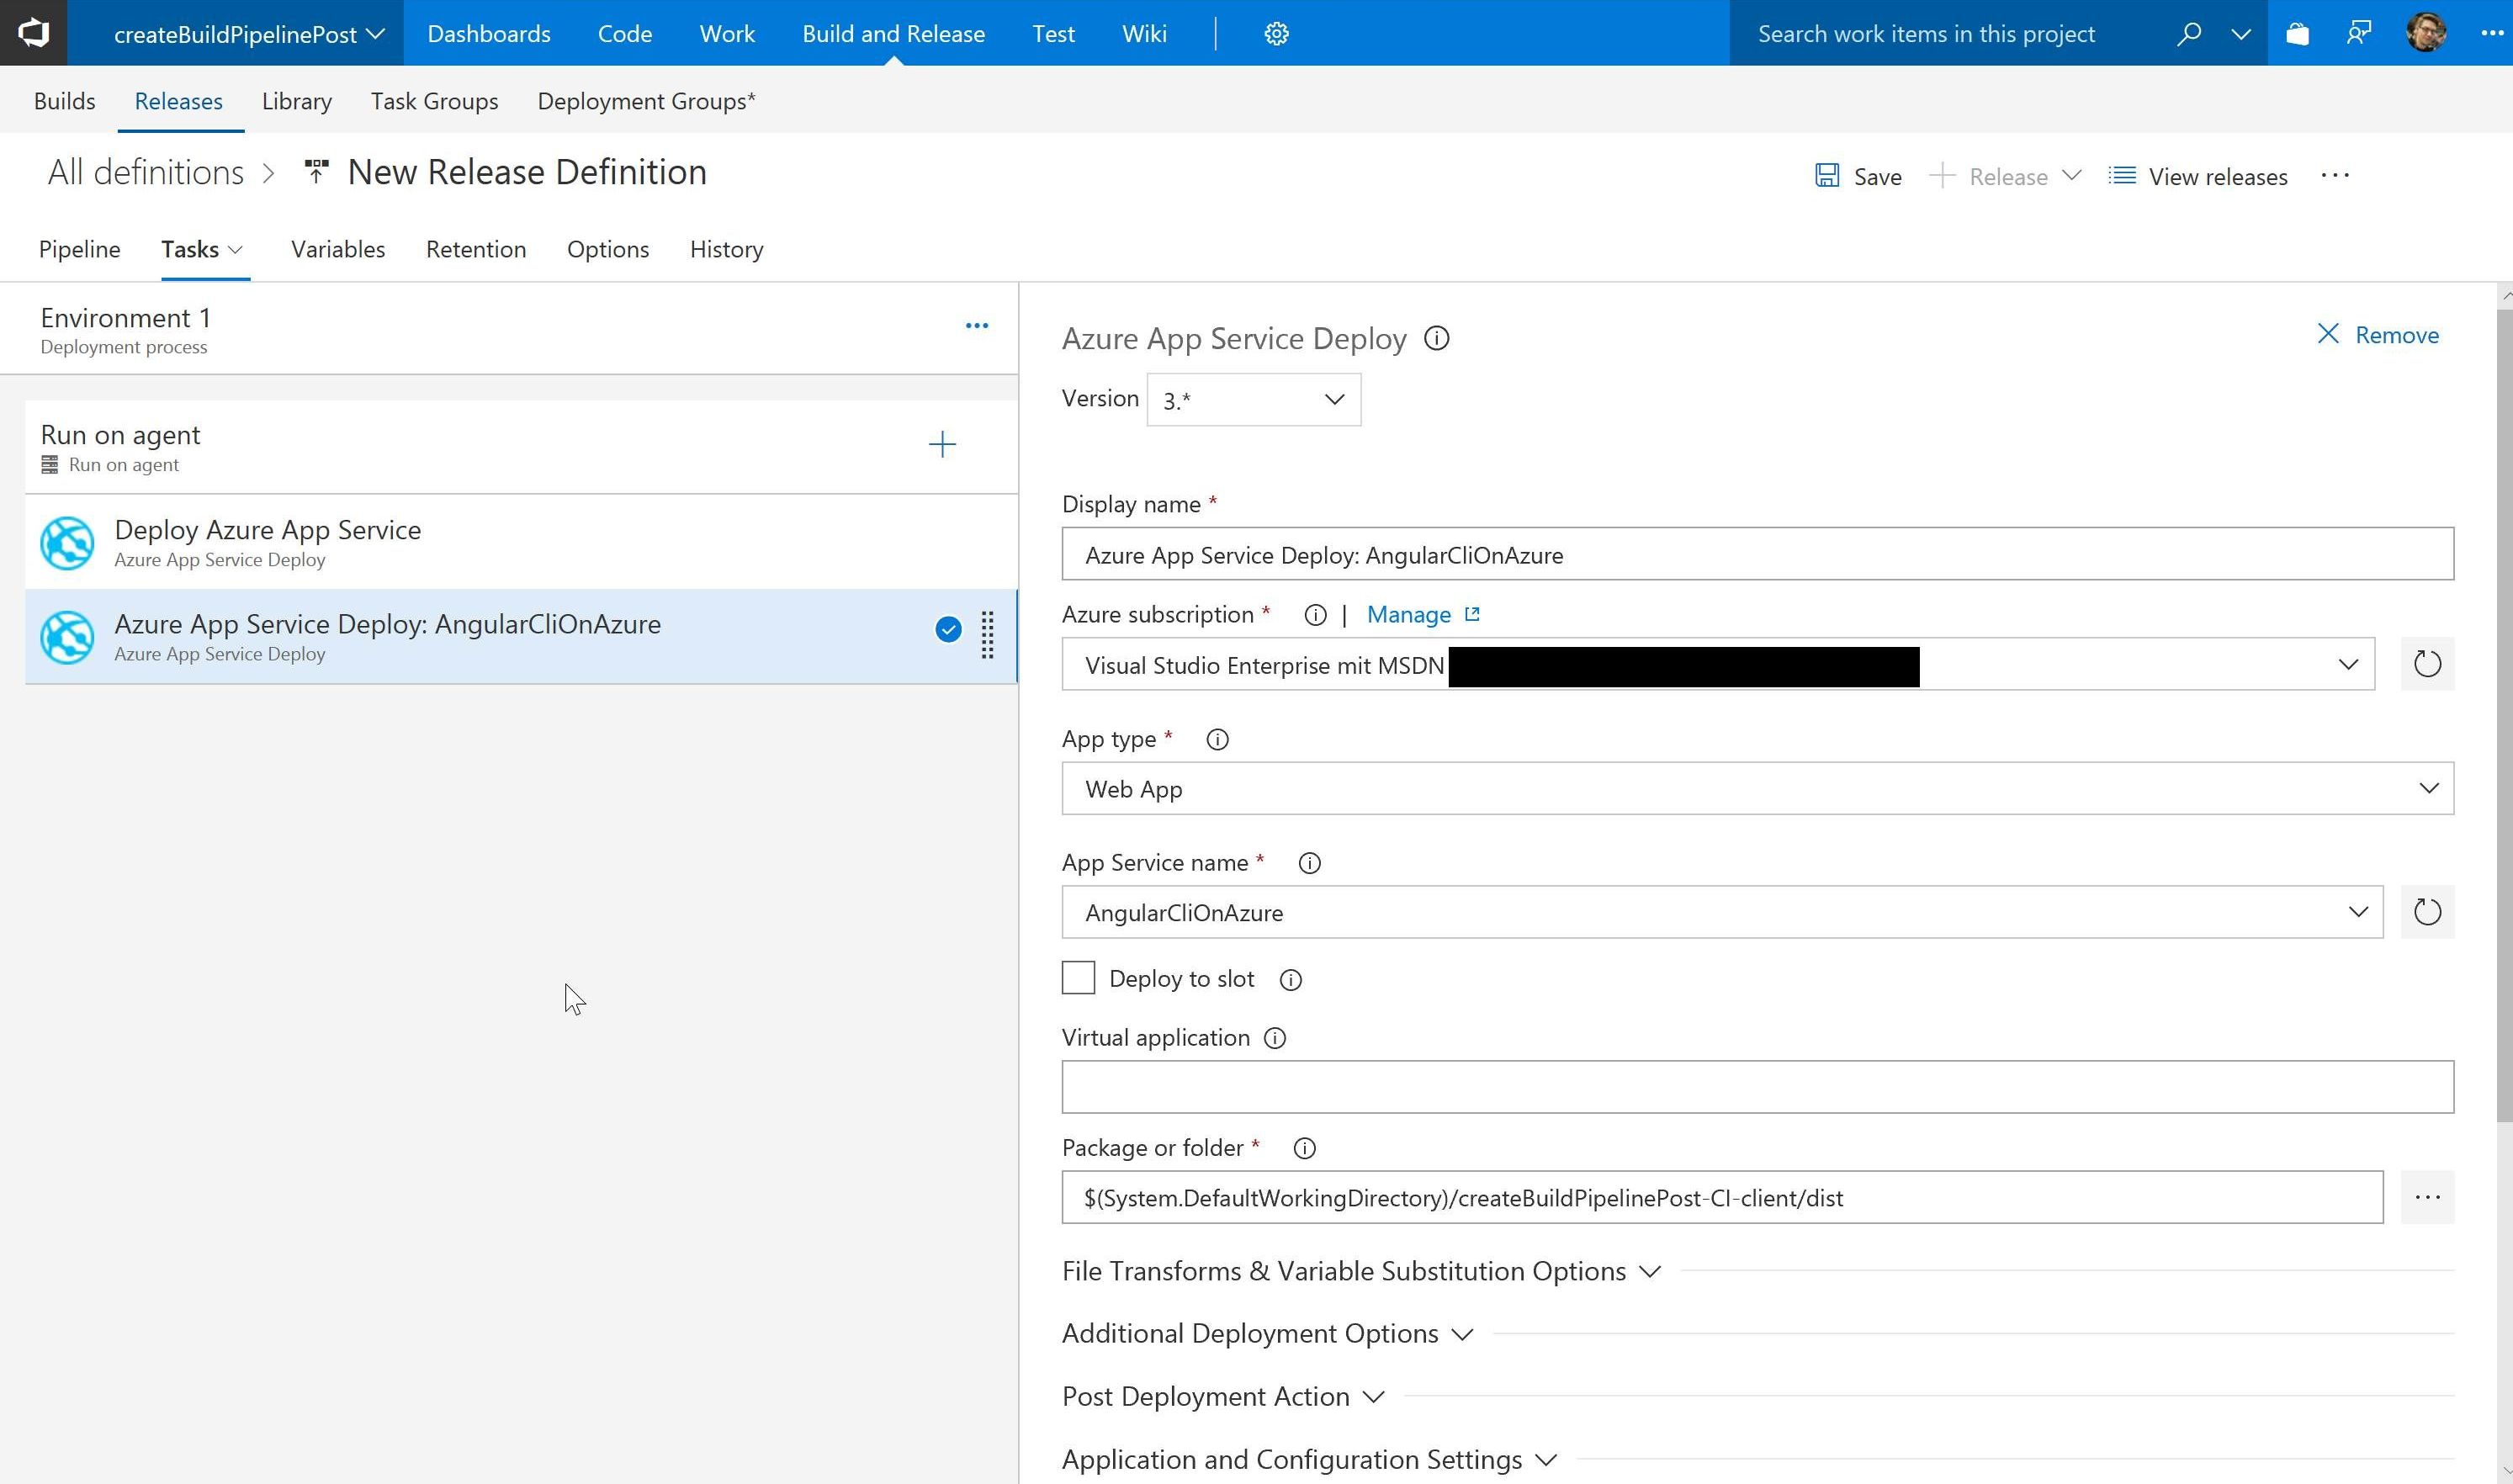 createBuildPipelinePost
Dashboards
Code
Work
Build and Release
Test
Wiki
Search work items in this project
Builds
Releases
Library
Task Groups
Deployment Groups*
All definitions > New Release Definition
Save
Release
View releases
Pipeline
Tasks
Variables
Retention
Options
History
Environment 1
Deployment process
Run on agent
Run on agent
Deploy Azure App Service
Azure App Service Deploy
Azure App Service Deploy: AngularCliOnAzure
Azure App Service Deploy
Azure App Service Deploy
Remove
Version 3.*
Display name *
Azure App Service Deploy: AngularCliOnAzure
Azure subscription * | Manage
Visual Studio Enterprise mit MSDN
App type *
Web App
App Service name *
AngularCliOnAzure
Deploy to slot
Virtual application
Package or folder *
$(System.DefaultWorkingDirectory)/createBuildPipelinePost-CI-client/dist
File Transforms & Variable Substitution Options
Additional Deployment Options
Post Deployment Action
Application and Configuration Settings